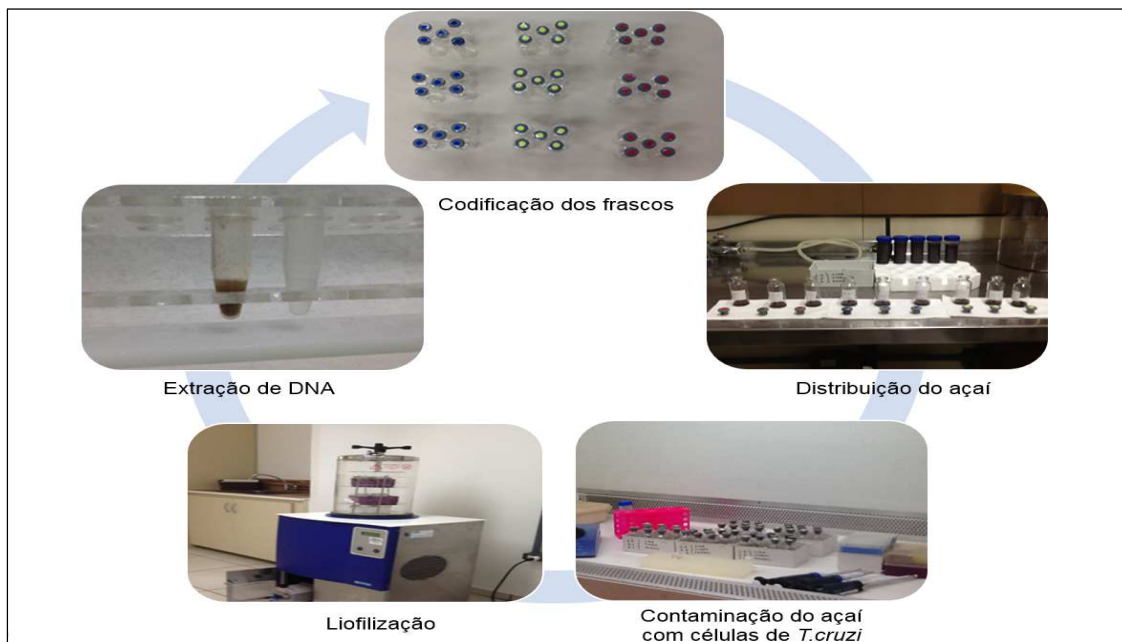 Codificação dos frascos
Distribuição do açaí
Contaminação do açaí
com células de T.cruzi
Liofilização
Extração de DNA